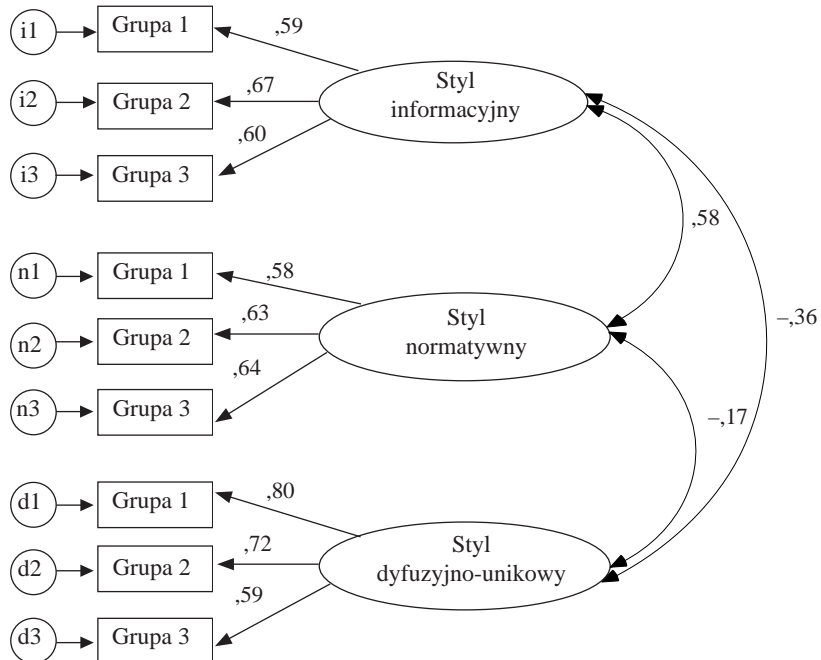 i1
Grupa 1
,59
i2
Grupa 2
,67
Styl
informacyjny
i3
Grupa 3
,60
,58
n1
Grupa 1
,58
n2
Grupa 2
,63
Styl
normatywny
–,36
n3
Grupa 3
,64
–,17
d1
Grupa 1
,80
d2
Grupa 2
,72
Styl
dyfuzyjno-unikowy
d3
Grupa 3
,59